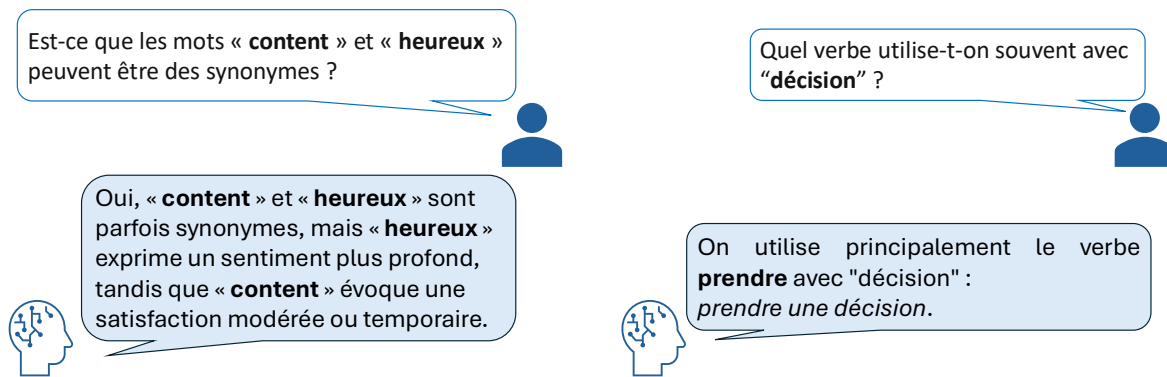 Est-ce que les mots « content » et « heureux »
peuvent être des synonymes ?
Oui, « content » et « heureux » sont
parfois synonymes, mais « heureux »
exprime un sentiment plus profond,
tandis que « content » évoque une
satisfaction modérée ou temporaire.
Quel verbe utilise-t-on souvent avec
“décision” ?
On utilise principalement le verbe
prendre avec "décision" :
prendre une décision.